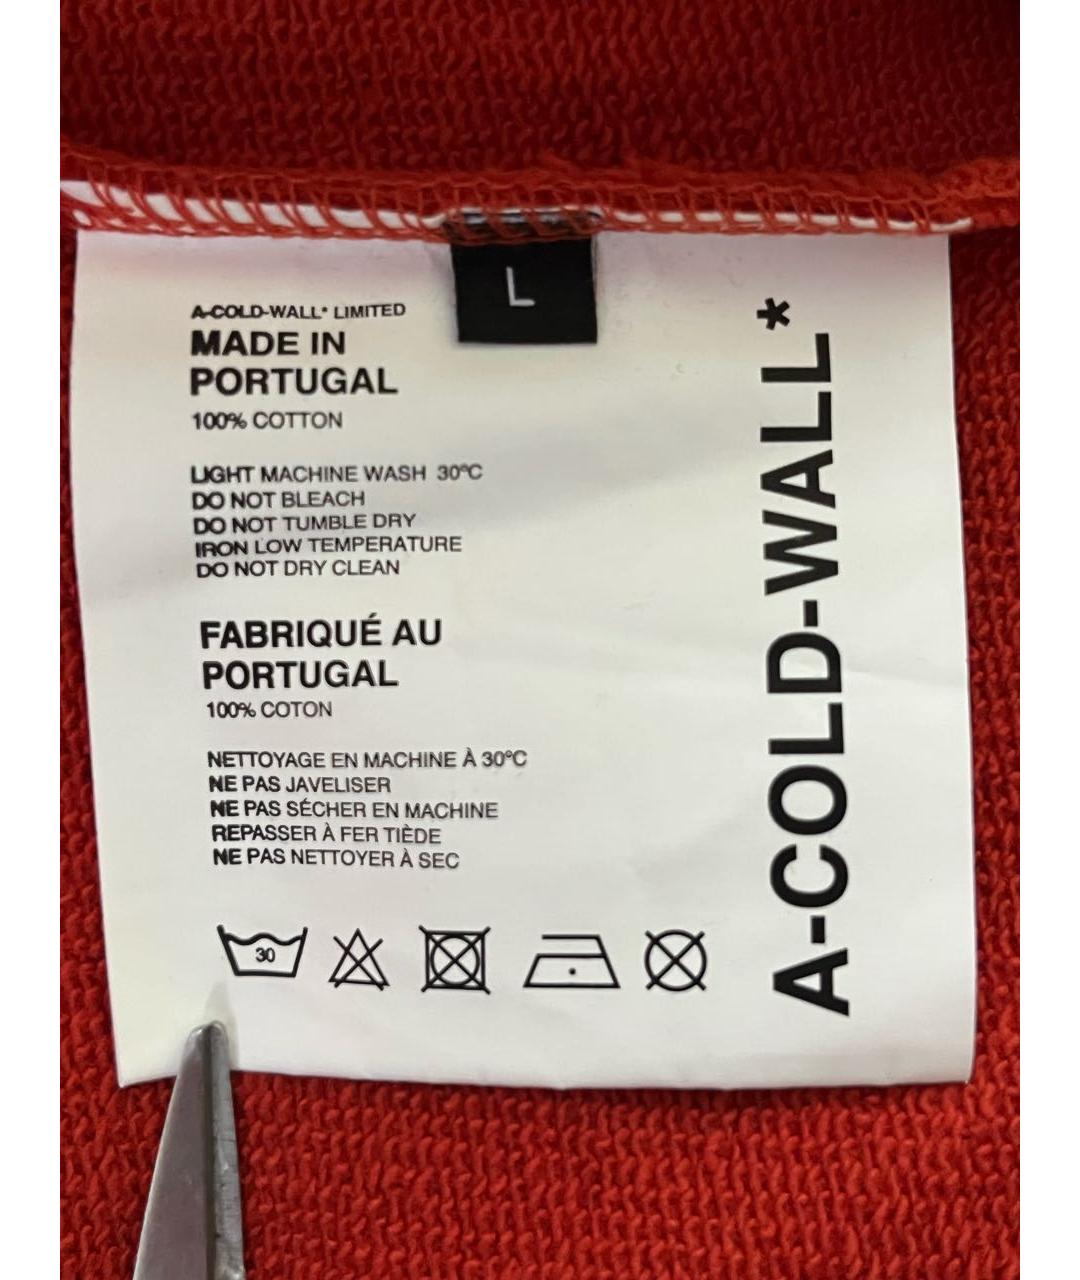 L
A-COLD-WALL* LIMITED
MADE IN
PORTUGAL
100% COTTON
LIGHT MACHINE WASH 30°C
DO NOT BLEACH
DO NOT TUMBLE DRY
IRON LOW TEMPERATURE
DO NOT DRY CLEAN
FABRIQUÉ AU
PORTUGAL
100% COTON
NETTOYAGE EN MACHINE À 30°C
NE PAS JAVELISER
NE PAS SÉCHER EN MACHINE
REPASSER À FER TIÈDE
NE PAS NETTOYER À SEC
30
A-COLD-WALL*